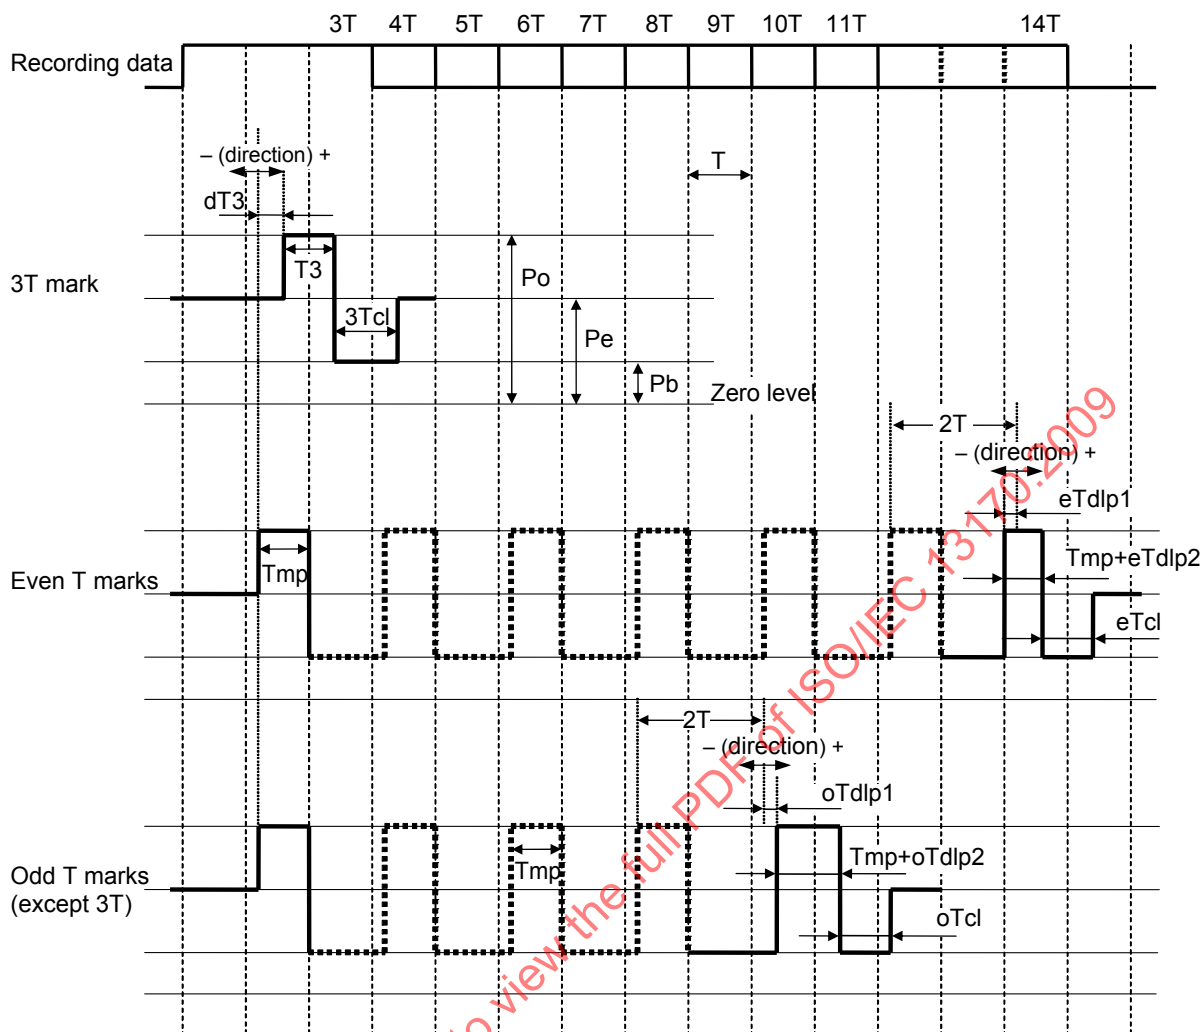 3T 4T 5T 6T 7T 8T 9T 10T 11T 14T
Recording data
– (direction) +
T
dT3
3T mark
T3
Po
3Tcl
Pe
Pb
Zero level
2T
– (direction) +
eTdlp1
Even T marks
Tmp
Tmp+eTdlp2
eTcl
2T
– (direction) +
oTdlp1
Odd T marks
(except 3T)
Tmp
Tmp+oTdlp2
oTcl
to view the full PDF of ISO/IEC 13170:2009